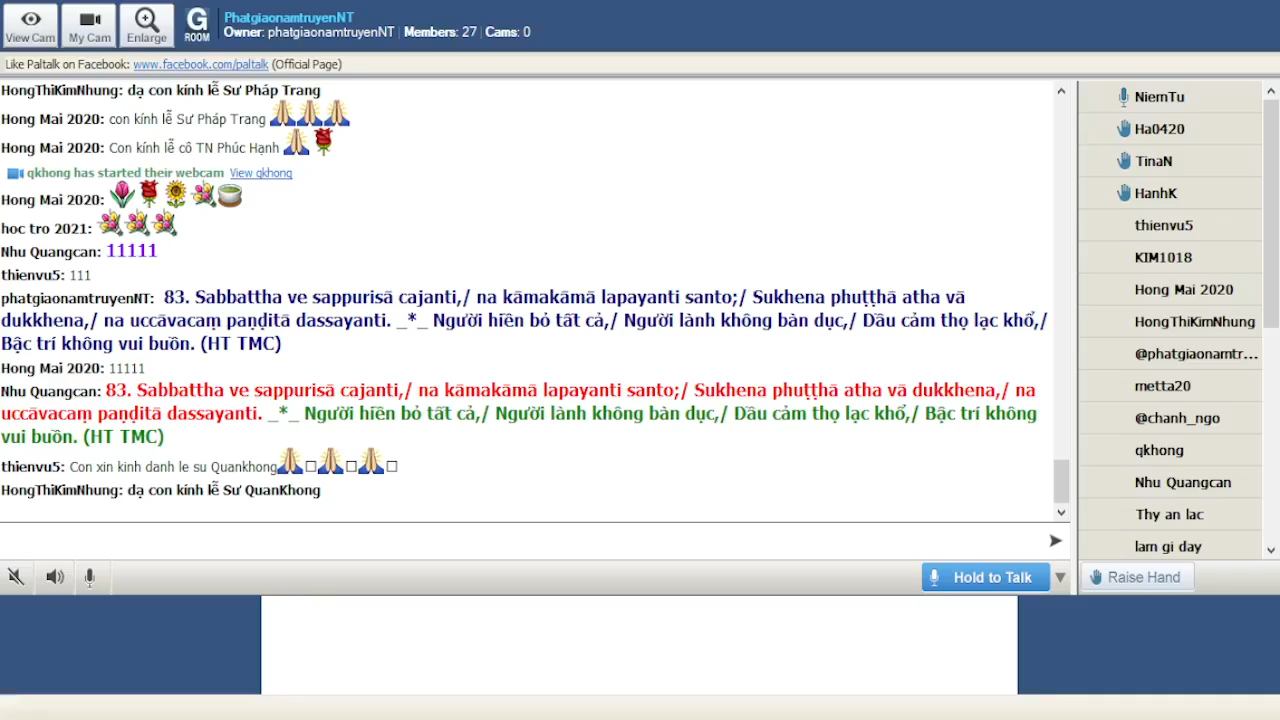 View Cam
My Cam
Enlarge
G
ROOM
PhatgiaonamtruyenNT
Owner: phatgiaonamtruyenNT | Members: 27 | Cams: 0
Like Paltalk on Facebook: www.facebook.com/paltalk (Official Page)
HongThiKimNhung: dạ con kính lễ Sư Pháp Trang
Hong Mai 2020: con kính lễ Sư Pháp Trang
Hong Mai 2020: Con kính lễ cô TN Phúc Hạnh
qkhong has started their webcam View qkhong
Hong Mai 2020:
hoc tro 2021:
Nhu Quangcan: 11111
thienvu5: 111
phatgiaonamtruyenNT: 83. Sabbattha ve sappurisā cajanti,/ na kāmakāmā lapayanti santo;/ Sukhena phuṭṭhā atha vā
dukkhena,/ na uccāvacaṃ paṇḍitā dassayanti. _*_ Người hiền bỏ tất cả,/ Người lành không bàn dục,/ Dầu cảm thọ lạc khổ,/
Bậc trí không vui buồn. (HT TMC)
Hong Mai 2020: 11111
Nhu Quangcan: 83. Sabbattha ve sappurisā cajanti,/ na kāmakāmā lapayanti santo;/ Sukhena phuṭṭhā atha vā dukkhena,/ na
uccāvacaṃ paṇḍitā dassayanti. _*_ Người hiền bỏ tất cả,/ Người lành không bàn dục,/ Dầu cảm thọ lạc khổ,/ Bậc trí không
vui buồn. (HT TMC)
thienvu5: Con xin kinh danh le su Quankhong
HongThiKimNhung: dạ con kính lễ Sư QuanKhong
Hold to Talk
NiemTu
Ha0420
TinaN
HanhK
thienvu5
KIM1018
Hong Mai 2020
HongThiKimNhung
@phatgiaonamtr...
metta20
@chanh_ngo
qkhong
Nhu Quangcan
Thy an lac
lam gi day
Raise Hand